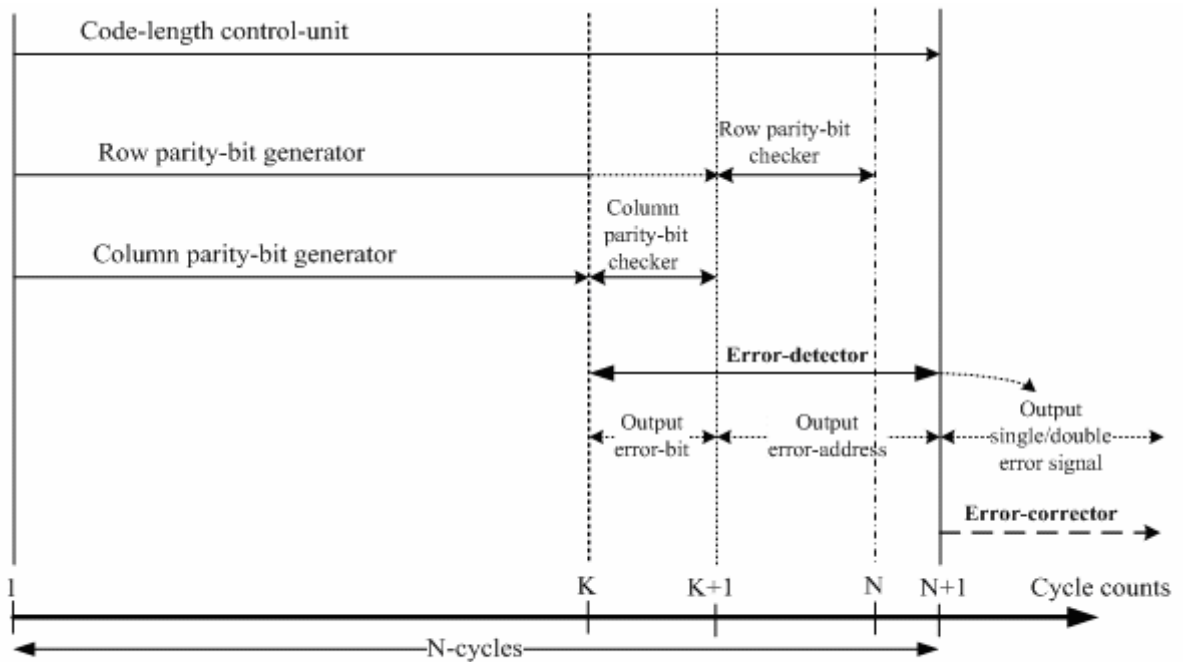 Code-length control-unit
Row parity-bit generator
Row parity-bit
checker
Column parity-bit generator
Column
parity-bit
checker
Error-detector
Output
error-bit
Output
error-address
Output
single/double
error signal
Error-corrector
1 K K+1 N N+1 Cycle counts
N-cycles